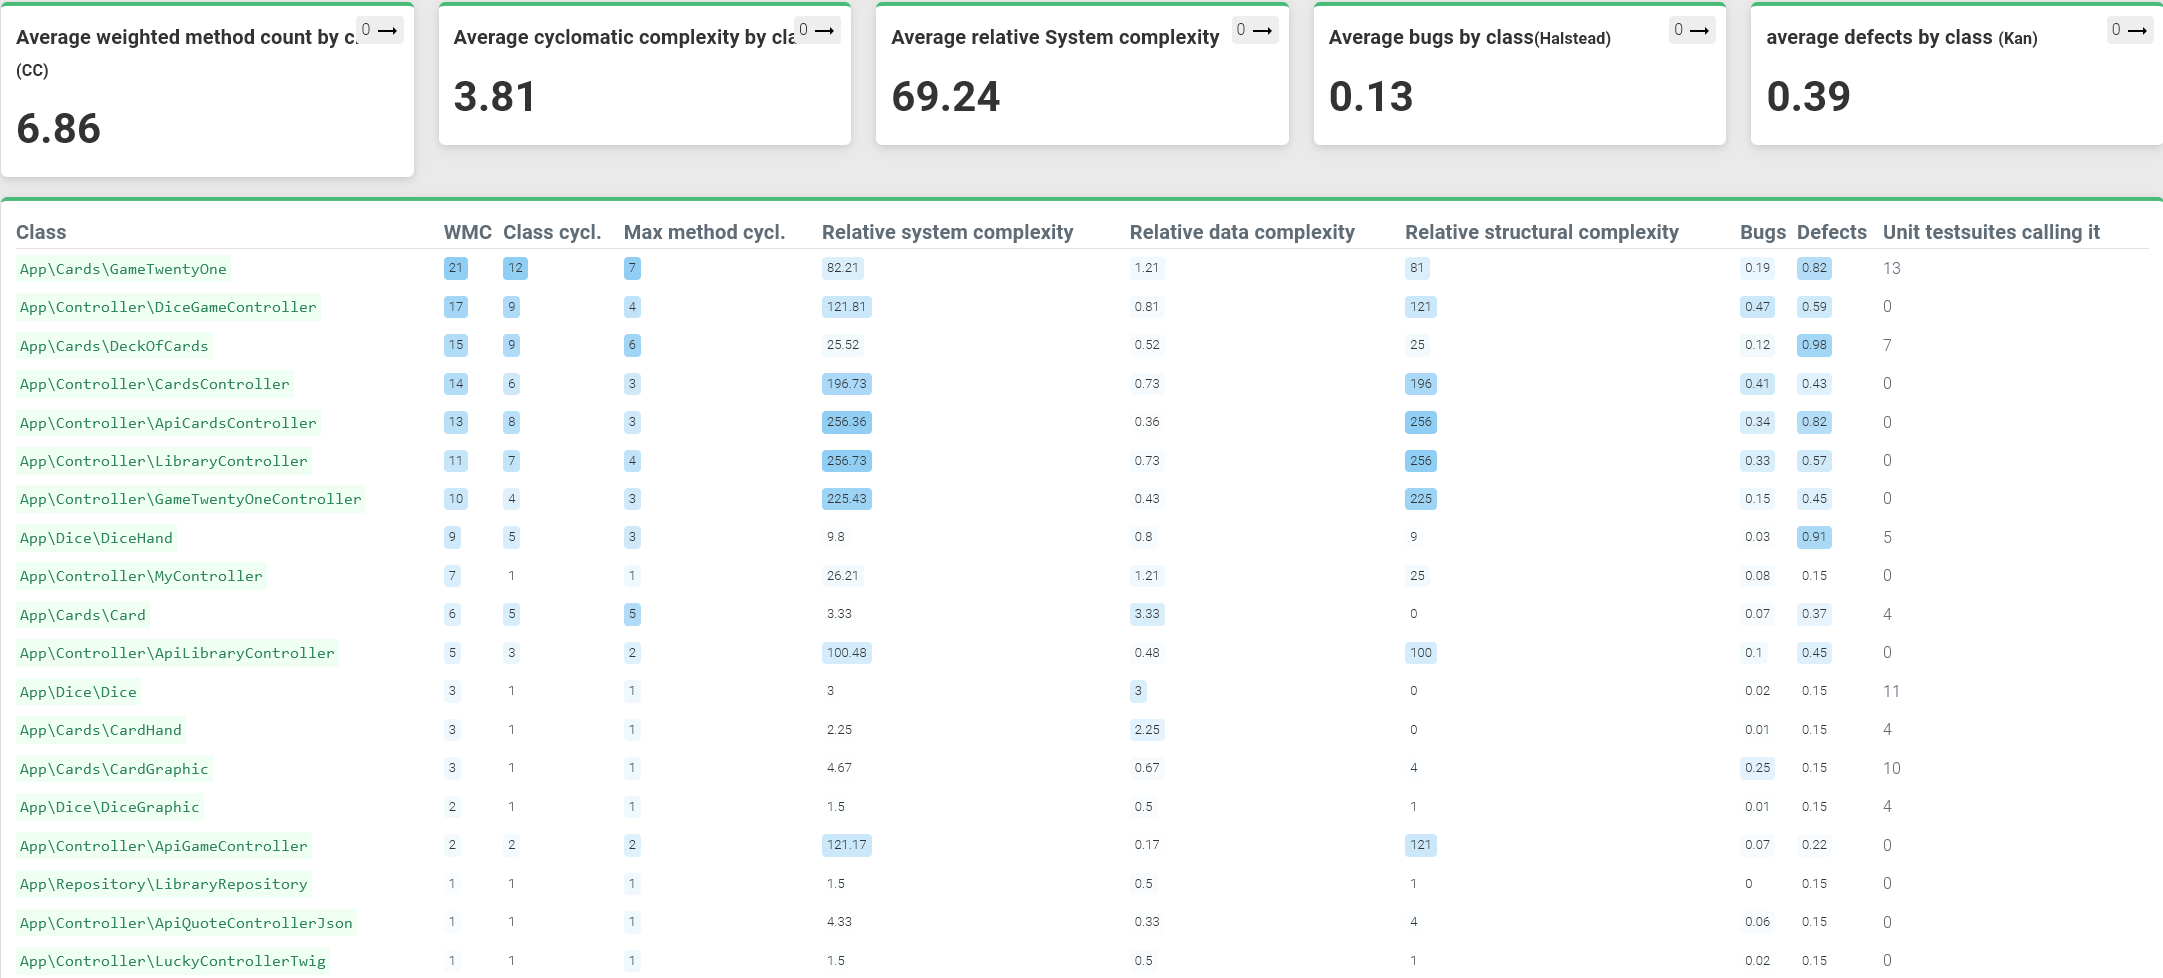 Average weighted method count by c. 0 →
(CC)
6.86
Average cyclomatic complexity by cla 0 →
3.81
Average relative System complexity 0 →
69.24
Average bugs by class(Halstead) 0 →
0.13
average defects by class (Kan) 0 →
0.39
Class WMC Class cycl. Max method cycl. Relative system complexity Relative data complexity Relative structural complexity Bugs Defects Unit testsuites calling it
App\Cards\GameTwentyOne 21 12 7 82.21 1.21 81 0.19 0.82 13
App\Controller\DiceGameController 17 9 4 121.81 0.81 121 0.47 0.59 0
App\Cards\DeckOfCards 15 9 6 25.52 0.52 25 0.12 0.98 7
App\Controller\CardsController 14 6 3 196.73 0.73 196 0.41 0.43 0
App\Controller\ApiCardsController 13 8 3 256.36 0.36 256 0.34 0.82 0
App\Controller\LibraryController 11 7 4 256.73 0.73 256 0.33 0.57 0
App\Controller\GameTwentyOneController 10 4 3 225.43 0.43 225 0.15 0.45 0
App\Dice\DiceHand 9 5 3 9.8 0.8 9 0.03 0.91 5
App\Controller\MyController 7 1 1 26.21 1.21 25 0.08 0.15 0
App\Cards\Card 6 5 5 3.33 3.33 0 0.07 0.37 4
App\Controller\ApiLibraryController 5 3 2 100.48 0.48 100 0.1 0.45 0
App\Dice\Dice 3 1 1 3 3 0 0.02 0.15 11
App\Cards\CardHand 3 1 1 2.25 2.25 0 0.01 0.15 4
App\Cards\CardGraphic 3 1 1 4.67 0.67 4 0.25 0.15 10
App\Dice\DiceGraphic 2 1 1 1.5 0.5 1 0.01 0.15 4
App\Controller\ApiGameController 2 2 2 121.17 0.17 121 0.07 0.22 0
App\Repository\LibraryRepository 1 1 1 1.5 0.5 1 0 0.15 0
App\Controller\ApiQuoteControllerJson 1 1 1 4.33 0.33 4 0.06 0.15 0
App\Controller\LuckyControllerTwig 1 1 1 1.5 0.5 1 0.02 0.15 0